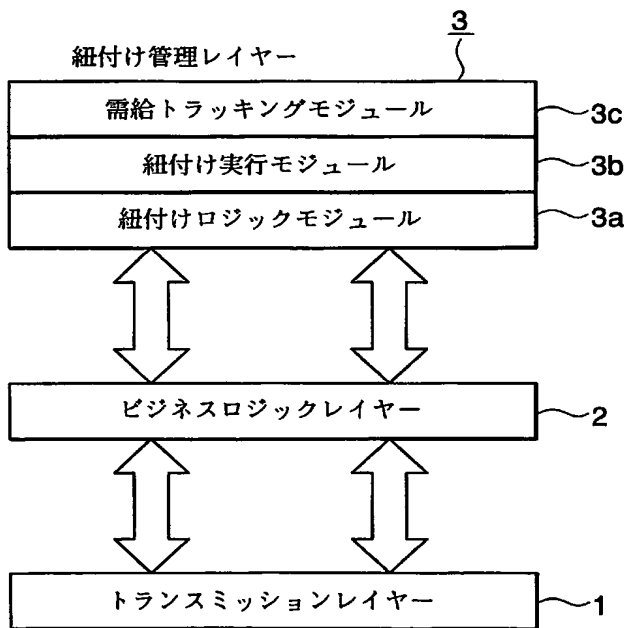 3
紐付け管理レイヤー
需給トラッキングモジュール 3c
紐付け実行モジュール 3b
紐付けロジックモジュール 3a
ビジネスロジックレイヤー 2
トランスミッションレイヤー 1